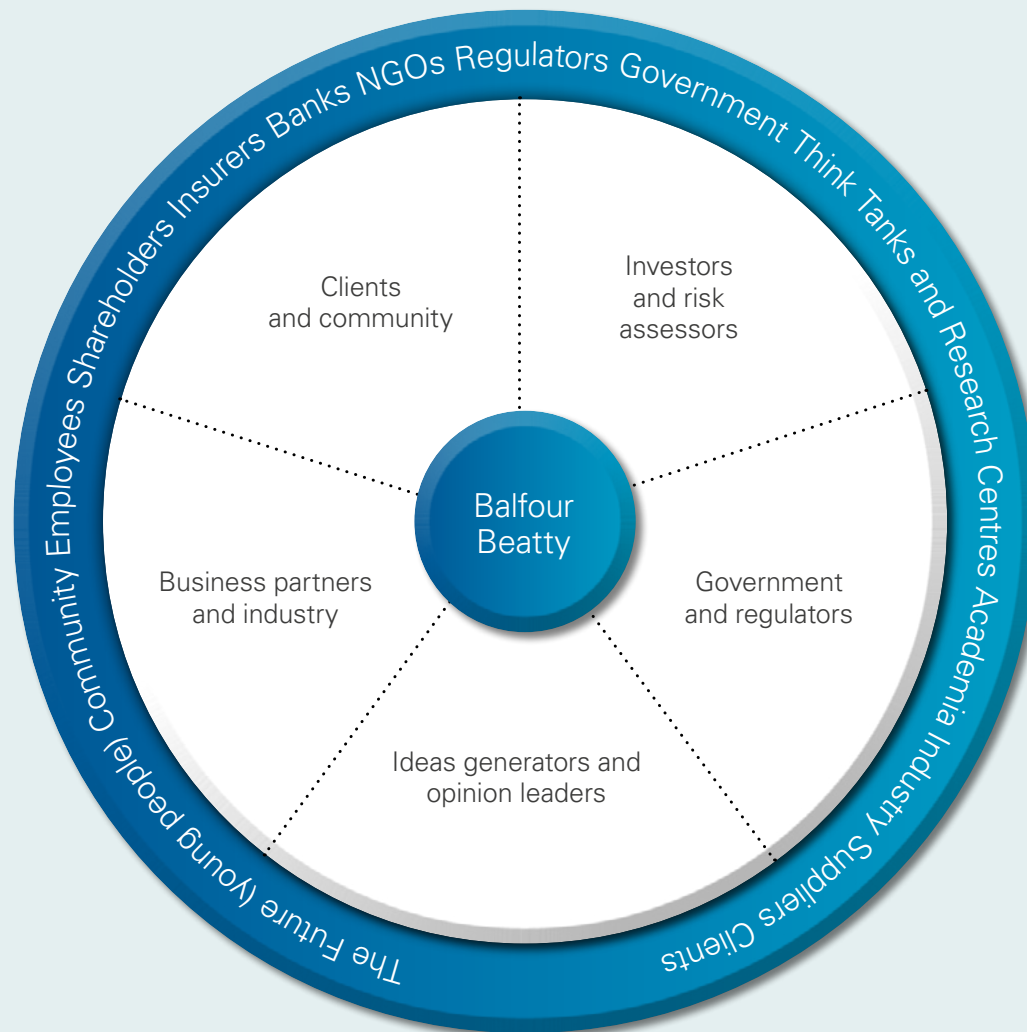 The Future (young people) Community Employees Shareholders Insurers Banks NGOs Regulators Government Think Tanks and Research Centres Academia Industry Suppliers Clients
Clients
and community
Investors
and risk
assessors
Balfour
Beatty
Business partners
and industry
Government
and regulators
Ideas generators and
opinion leaders